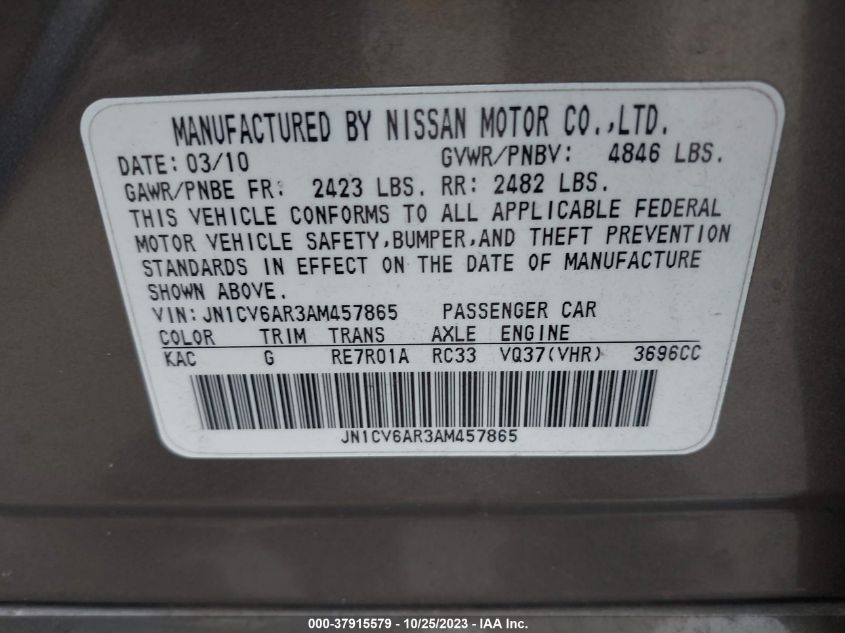 MANUFACTURED BY NISSAN MOTOR CO.,LTD.
DATE: 03/10 GVWR/PNBV: 4846 LBS.
GAWR/PNBE FR: 2423 LBS. RR: 2482 LBS.
THIS VEHICLE CONFORMS TO ALL APPLICABLE FEDERAL
MOTOR VEHICLE SAFETY,BUMPER,AND THEFT PREVENTION
STANDARDS IN EFFECT ON THE DATE OF MANUFACTURE
SHOWN ABOVE.
VIN:JN1CV6AR3AM457865 PASSENGER CAR
COLOR TRIM TRANS AXLE ENGINE
KAC G RE7R01A RC33 VQ37(VHR) 3696CC
JN1CV6AR3AM457865
000-37915579 - 10/25/2023 - IAA Inc.